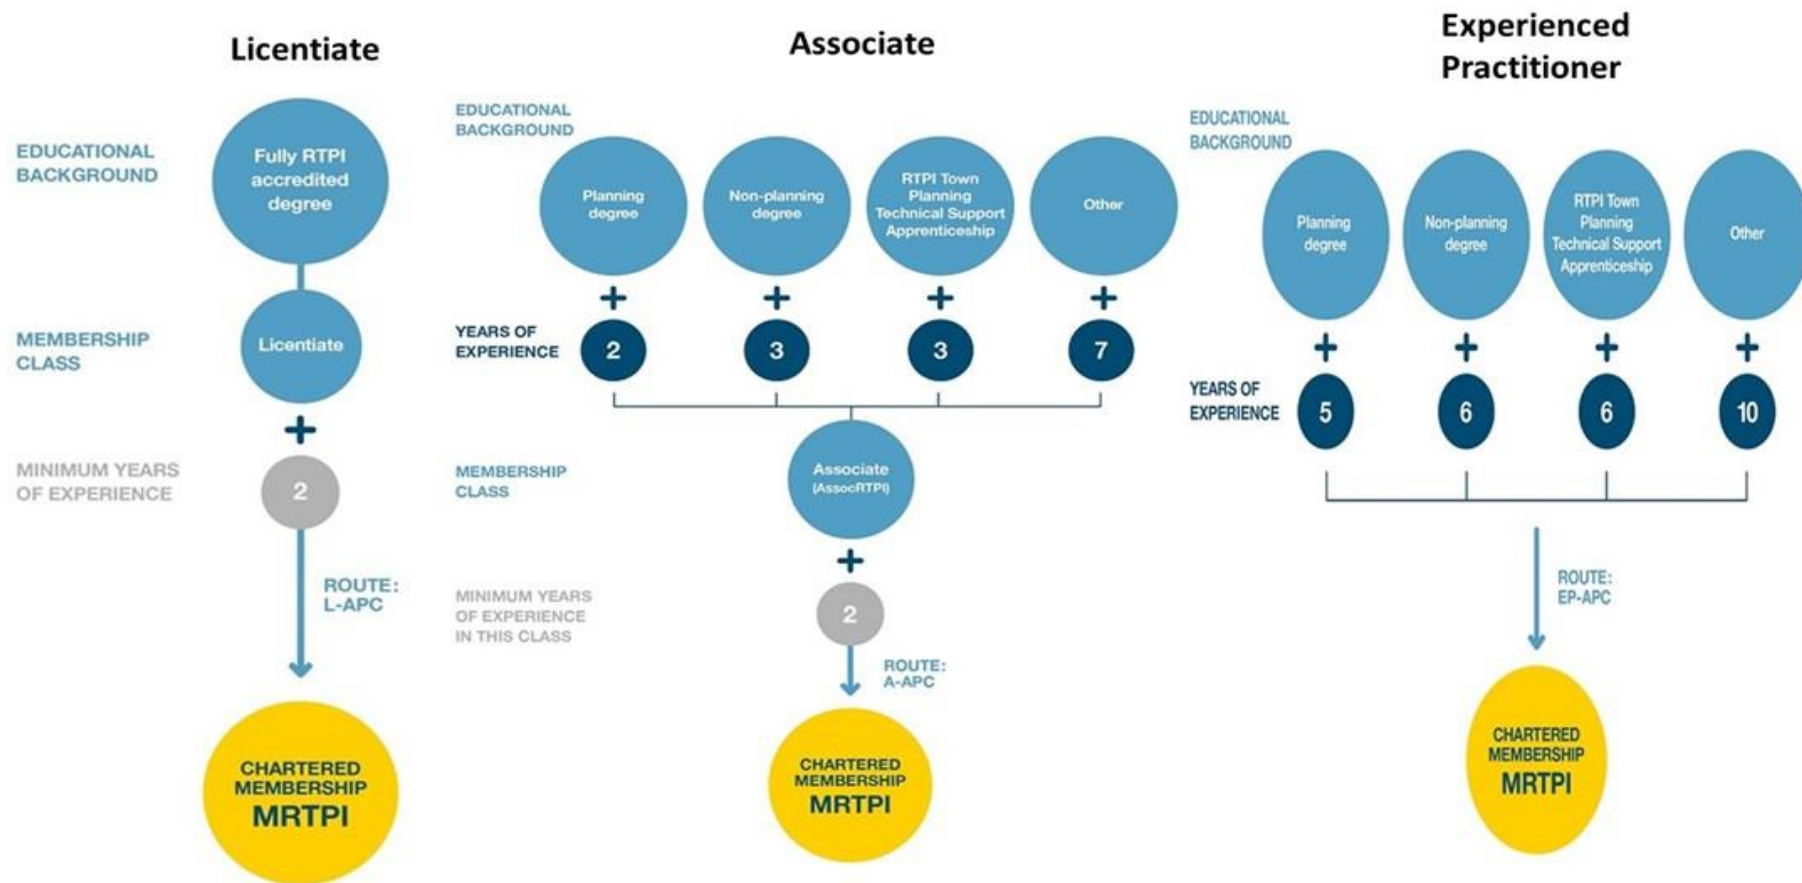 Licentiate
EDUCATIONAL
BACKGROUND
Fully RTPI
accredited
degree
MEMBERSHIP
CLASS
Licentiate
+
MINIMUM YEARS
OF EXPERIENCE
2
ROUTE:
L-APC
CHARTERED
MEMBERSHIP
MRTPI
Associate
EDUCATIONAL
BACKGROUND
Planning
degree
Non-planning
degree
RTPI Town
Planning
Technical Support
Apprenticeship
Other
+ + + +
YEARS OF
EXPERIENCE
2 3 3 7
MEMBERSHIP
CLASS
Associate
(AssocRTPI)
+
MINIMUM YEARS
OF EXPERIENCE
IN THIS CLASS
2
ROUTE:
A-APC
CHARTERED
MEMBERSHIP
MRTPI
Experienced
Practitioner
EDUCATIONAL
BACKGROUND
Planning
degree
Non-planning
degree
RTPI Town
Planning
Technical Support
Apprenticeship
Other
+ + + +
YEARS OF
EXPERIENCE
5 6 6 10
ROUTE:
EP-APC
CHARTERED
MEMBERSHIP
MRTPI